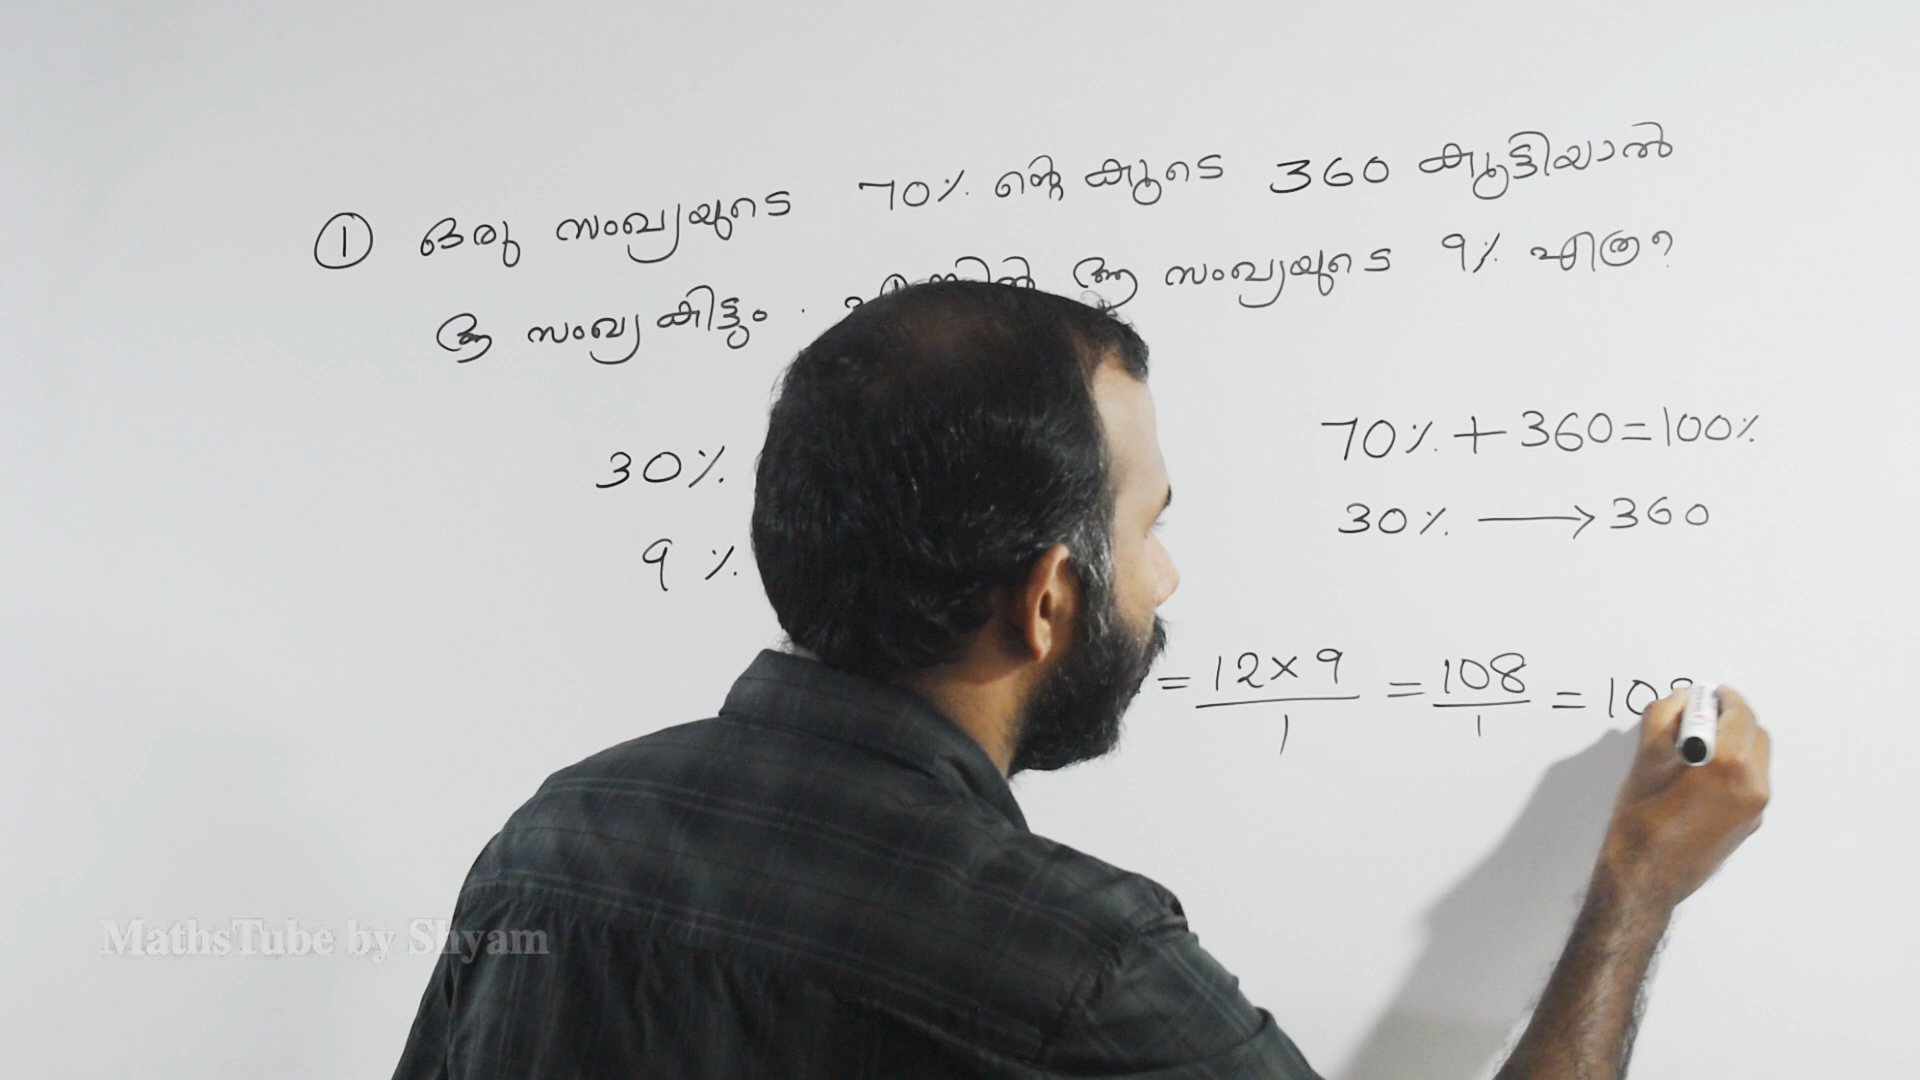 ① ഒരു സംഖ്യയുടെ 70% ന്റെ കൂടെ 360 കൂട്ടിയാൽ
ആ സംഖ്യ കിട്ടും. ആ സംഖ്യയുടെ 9% എത്ര?
70% + 360 = 100%
30%
30% → 360
9%
= 12 × 9 / 1 = 108 / 1 = 108
MathsTube by Shyam